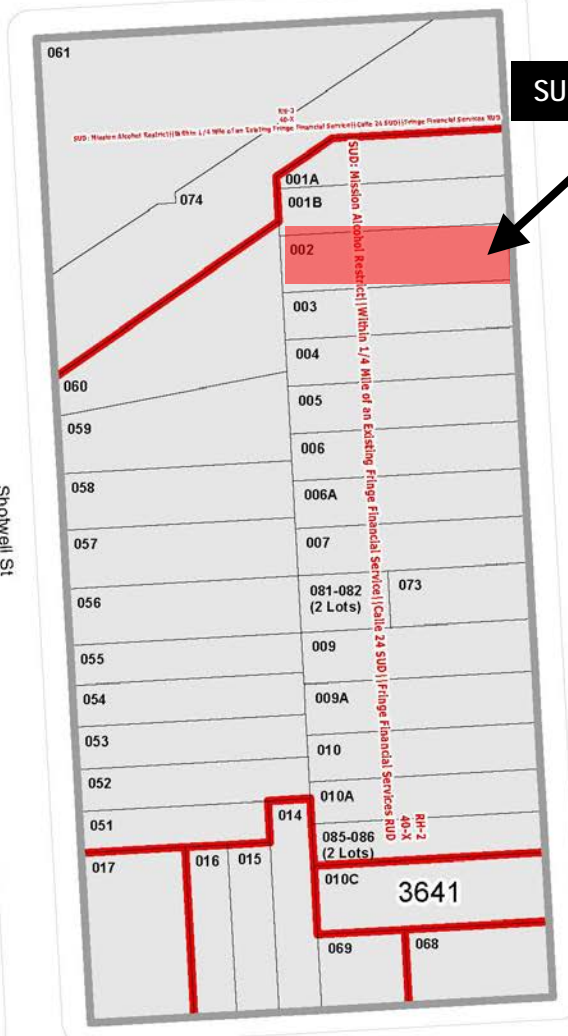 061
SU
RH-3
40-X
SUD: Mission Alcohol Restrict||Within 1/4 Mile of an Existing Fringe Financial Service||Calle 24 SUD||Fringe Financial Services RUD
SUD: Mission Alcohol Restrict||Within 1/4 Mile of an Existing Fringe Financial Service||Calle 24 SUD||Fringe Financial Services RUD
RH-2
40-X
001A
074
001B
002
003
004
060
005
059
006
058
006A
007
057
081-082
(2 Lots)
073
056
009
055
009A
054
053
010
052
010A
051
014
085-086
(2 Lots)
017
016
015
010C
3641
069
068
Shotwell St